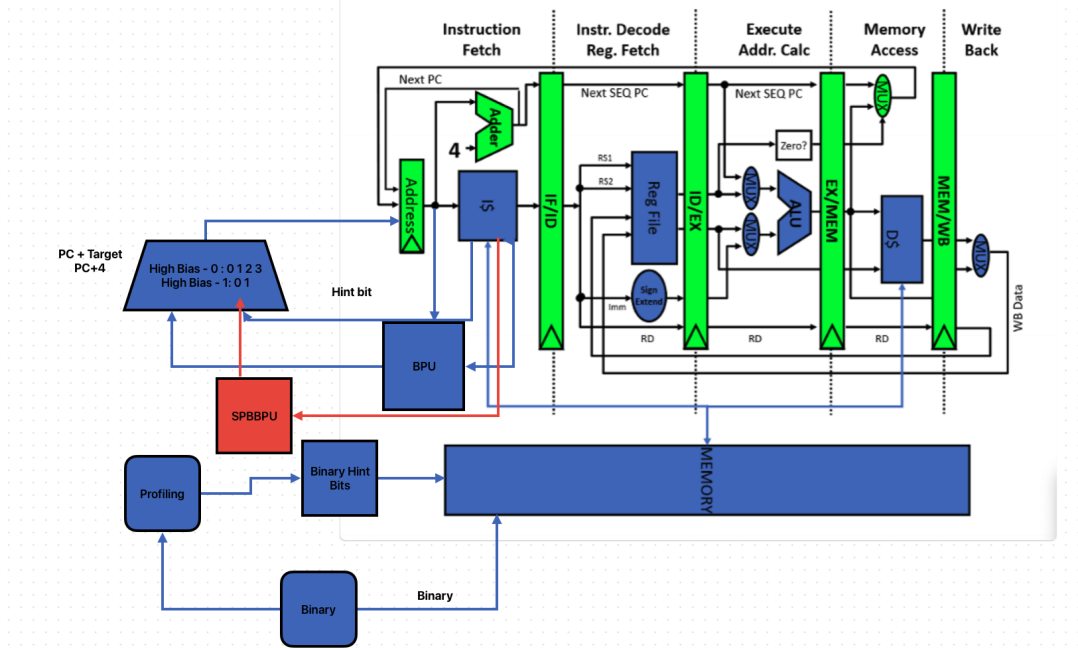 Instruction
Fetch
Instr. Decode
Reg. Fetch
Execute
Addr. Calc
Memory
Access
Write
Back
Next PC
Next SEQ PC
Next SEQ PC
MUX
Adder
4
Zero?
RS1
RS2
Address
I$
IF/ID
Reg File
ID/EX
MUX
MUX
ALU
EX/MEM
D$
MEM/WB
MUX
Sign
Extend
Imm
RD
RD
RD
WB Data
PC + Target
PC+4
High Bias - 0 : 0 1 2 3
High Bias - 1: 0 1
Hint bit
BPU
SPBBPU
Profiling
Binary Hint
Bits
MEMORY
Binary
Binary